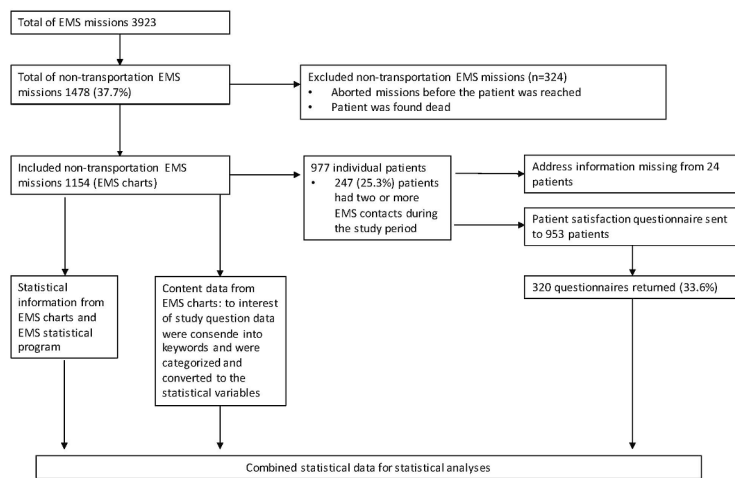 Total of EMS missions 3923
Total of non-transportation EMS
missions 1478 (37.7%)
Excluded non-transportation EMS missions (n=324)
• Aborted missions before the patient was reached
• Patient was found dead
Included non-transportation EMS
missions 1154 (EMS charts)
977 individual patients
• 247 (25.3%) patients
had two or more
EMS contacts during
the study period
Address information missing from 24
patients
Patient satisfaction questionnaire sent
to 953 patients
Statistical
information from
EMS charts and
EMS statistical
program
Content data from
EMS charts: to interest
of study question data
were consende into
keywords and were
categorized and
converted to the
statistical variables
320 questionnaires returned (33.6%)
Combined statistical data for statistical analyses